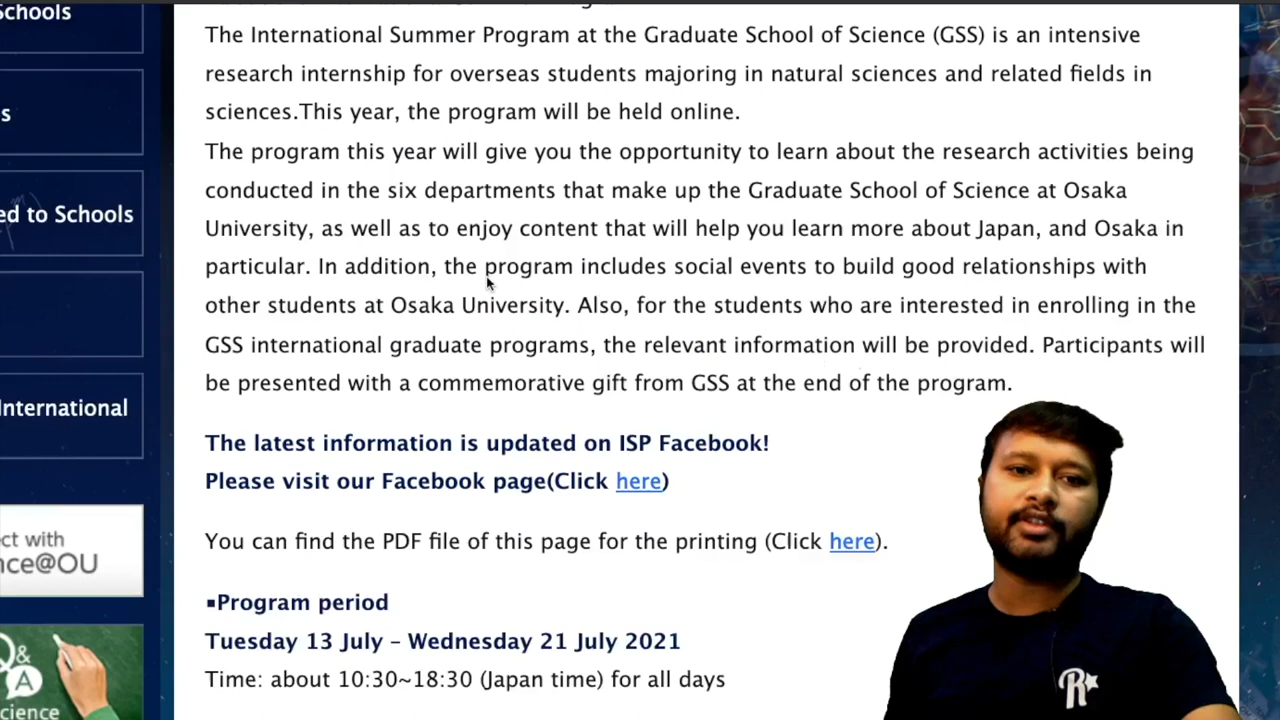 Schools
s
ed to Schools
International
ct with
nce@OU
&
A
cience
The International Summer Program at the Graduate School of Science (GSS) is an intensive
research internship for overseas students majoring in natural sciences and related fields in
sciences.This year, the program will be held online.
The program this year will give you the opportunity to learn about the research activities being
conducted in the six departments that make up the Graduate School of Science at Osaka
University, as well as to enjoy content that will help you learn more about Japan, and Osaka in
particular. In addition, the program includes social events to build good relationships with
other students at Osaka University. Also, for the students who are interested in enrolling in the
GSS international graduate programs, the relevant information will be provided. Participants will
be presented with a commemorative gift from GSS at the end of the program.
The latest information is updated on ISP Facebook!
Please visit our Facebook page(Click here)
You can find the PDF file of this page for the printing (Click here).
▪Program period
Tuesday 13 July – Wednesday 21 July 2021
Time: about 10:30~18:30 (Japan time) for all days
R